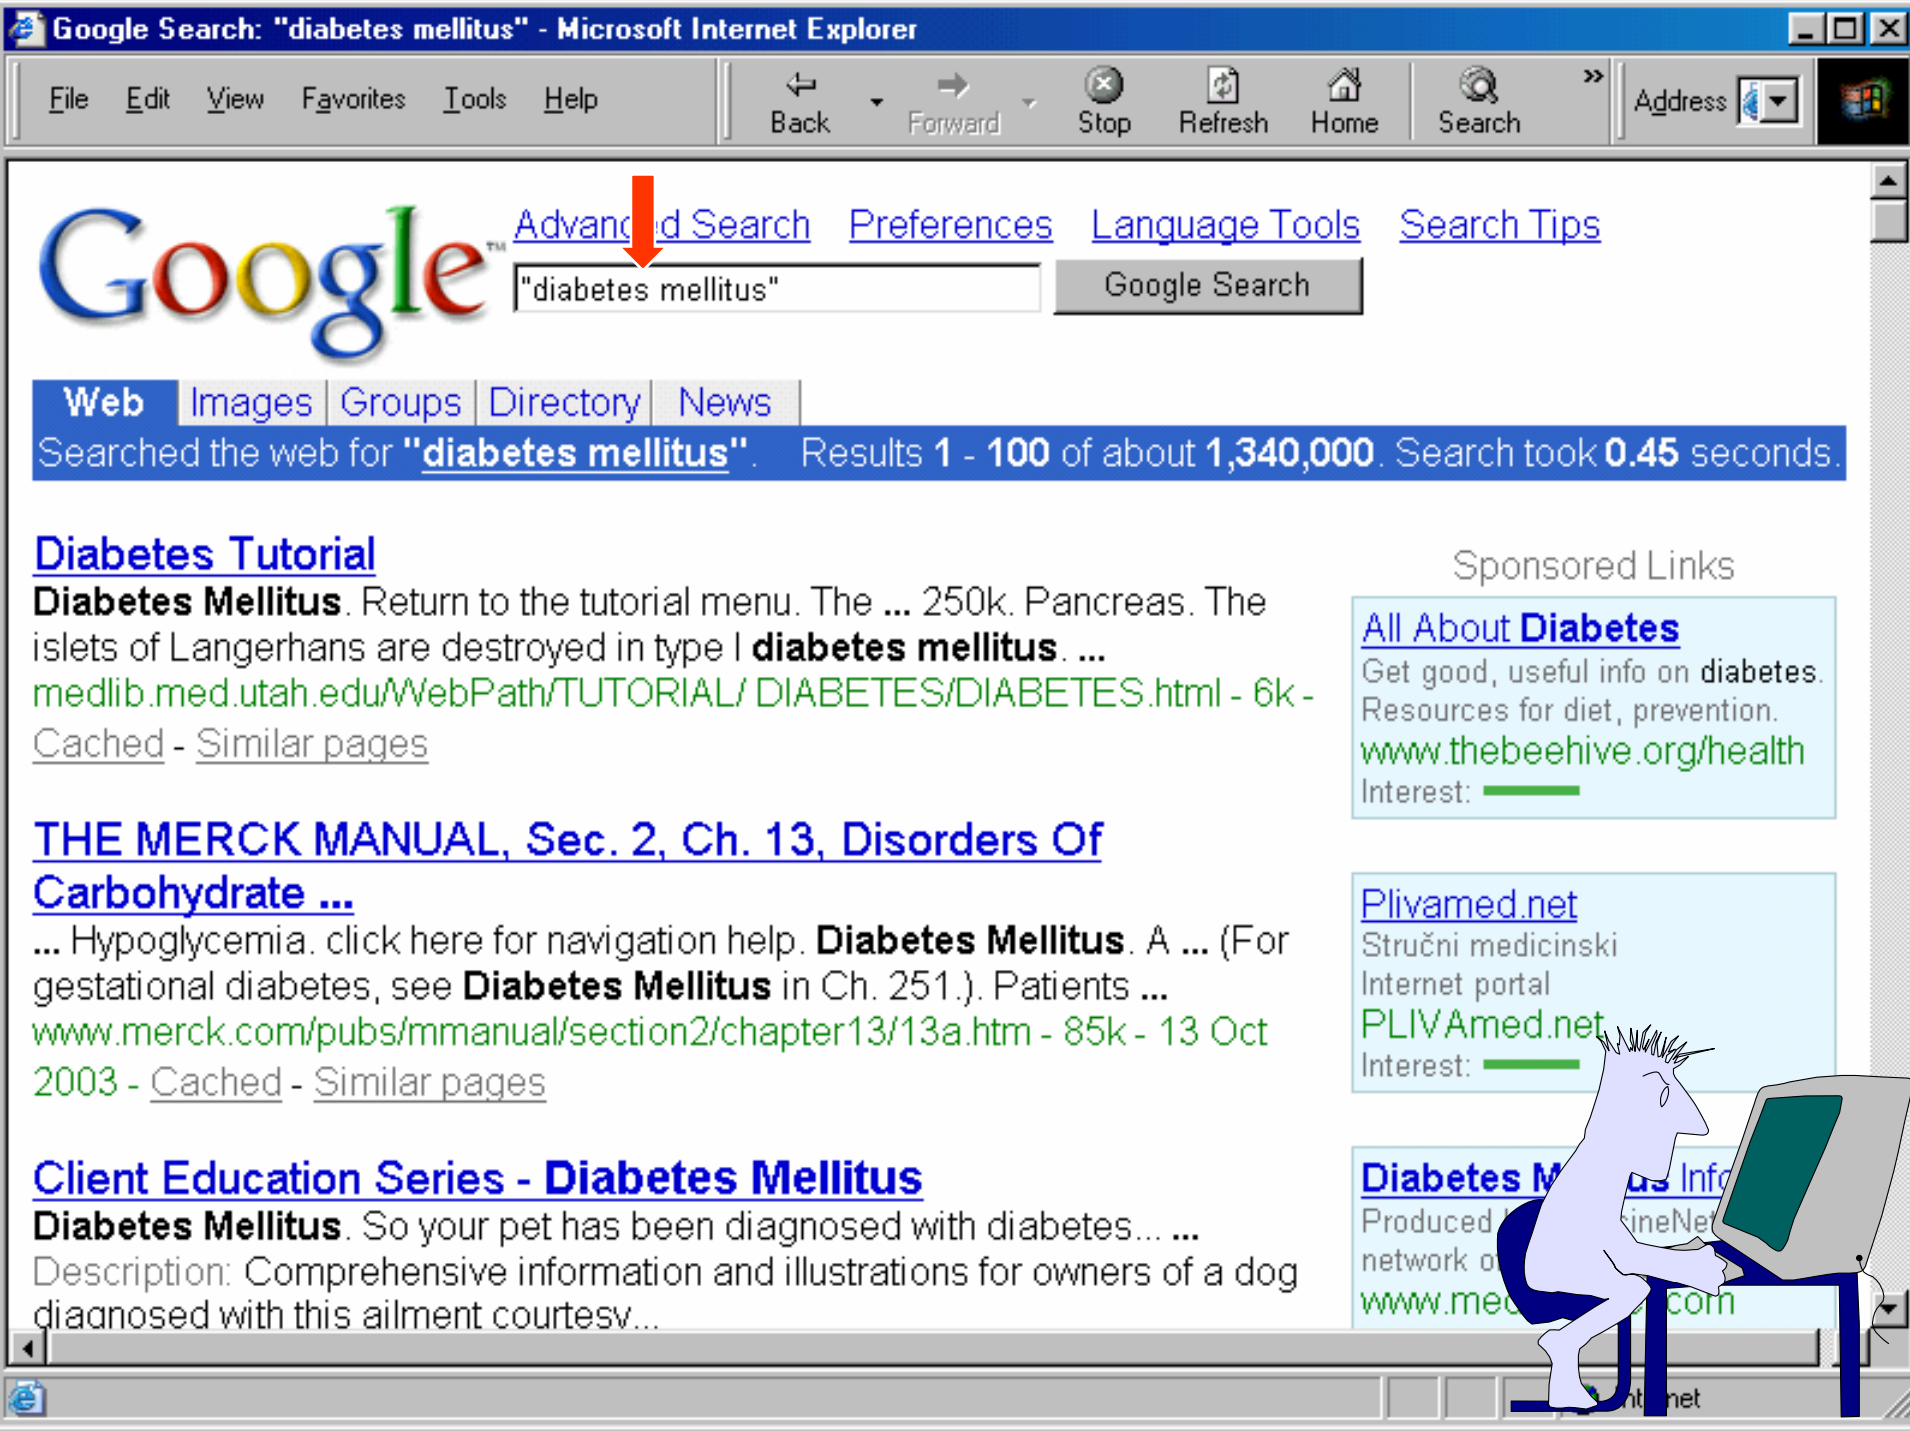 Google Search: "diabetes mellitus" - Microsoft Internet Explorer
File Edit View Favorites Tools Help Back Forward Stop Refresh Home Search » Address
Google™
Advanced Search Preferences Language Tools Search Tips
"diabetes mellitus" Google Search
Web Images Groups Directory News
Searched the web for "diabetes mellitus". Results 1 - 100 of about 1,340,000. Search took 0.45 seconds.
Diabetes Tutorial
Diabetes Mellitus. Return to the tutorial menu. The ... 250k. Pancreas. The
islets of Langerhans are destroyed in type I diabetes mellitus. ...
medlib.med.utah.edu/WebPath/TUTORIAL/ DIABETES/DIABETES.html - 6k -
Cached - Similar pages
THE MERCK MANUAL, Sec. 2, Ch. 13, Disorders Of
Carbohydrate ...
... Hypoglycemia. click here for navigation help. Diabetes Mellitus. A ... (For
gestational diabetes, see Diabetes Mellitus in Ch. 251.). Patients ...
www.merck.com/pubs/mmanual/section2/chapter13/13a.htm - 85k - 13 Oct
2003 - Cached - Similar pages
Client Education Series - Diabetes Mellitus
Diabetes Mellitus. So your pet has been diagnosed with diabetes... ...
Description: Comprehensive information and illustrations for owners of a dog
diagnosed with this ailment courtesy...
Sponsored Links
All About Diabetes
Get good, useful info on diabetes.
Resources for diet, prevention.
www.thebeehive.org/health
Interest:
Plivamed.net
Stručni medicinski
Internet portal
PLIVAmed.net
Interest:
Diabetes
Produced
network